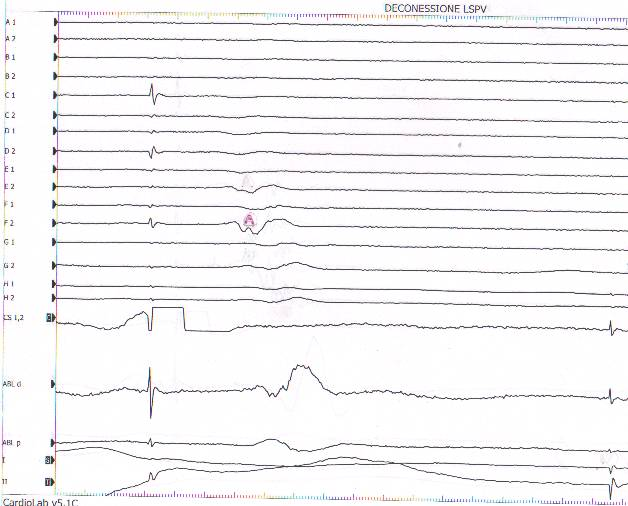 DECONESSIONE LSPV
A 1
A 2
B 1
B 2
C 1
C 2
D 1
D 2
E 1
E 2
F 1
F 2
A
G 1
G 2
H 1
H 2
CS 1,2
ABL d
ABL p
I
II
CardioLab v5.1C